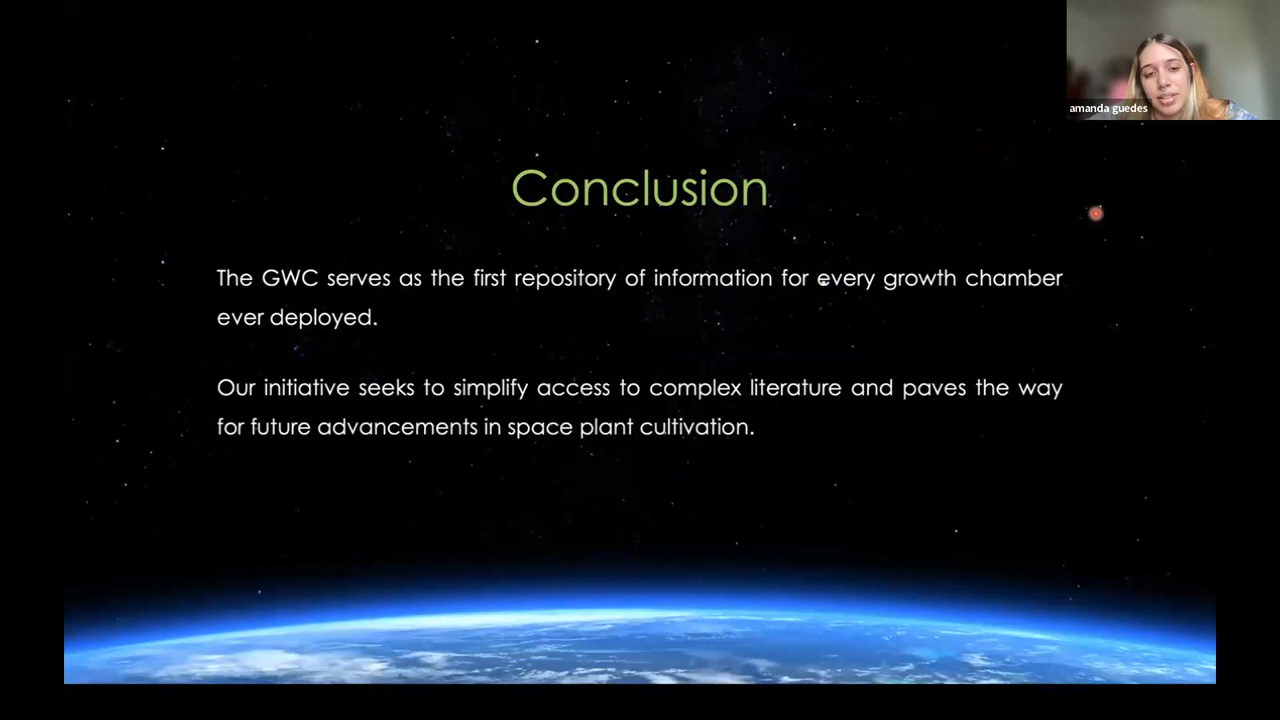 amanda guedes
Conclusion
The GWC serves as the first repository of information for every growth chamber
ever deployed.
Our initiative seeks to simplify access to complex literature and paves the way
for future advancements in space plant cultivation.